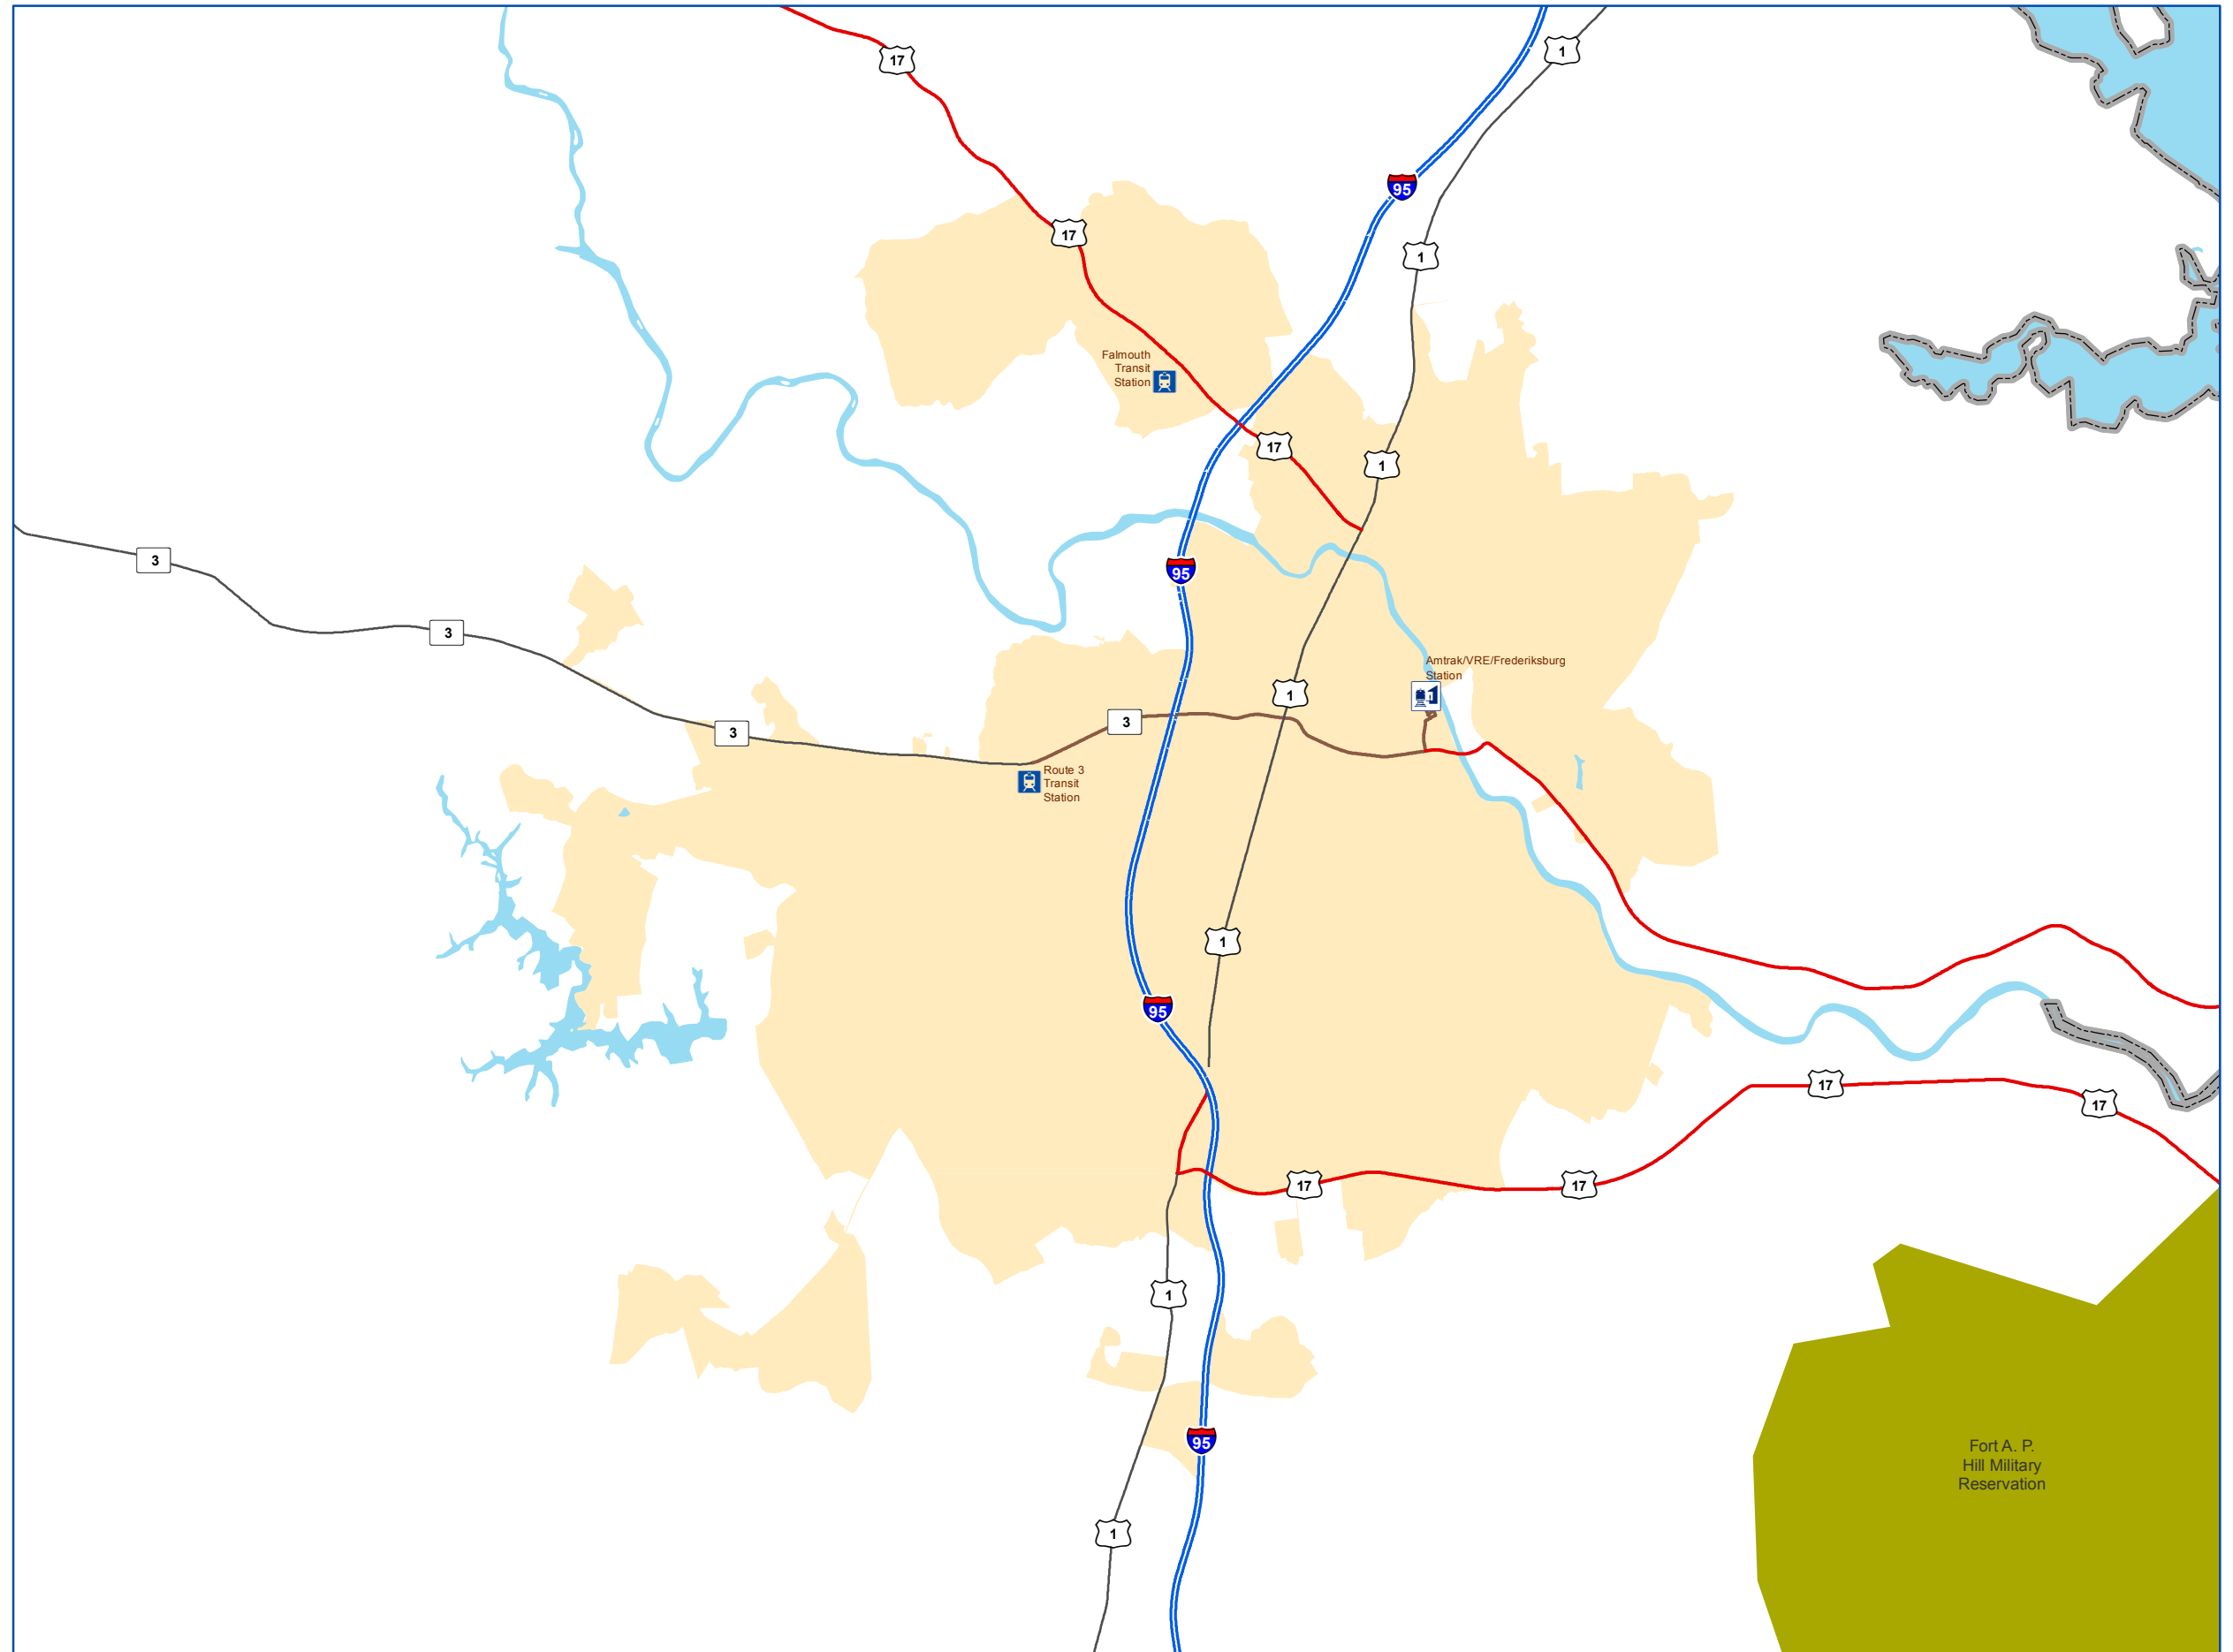 1
17
95
17
1
Falmouth
Transit
Station
17
1
3
95
3
Amtrak/VRE/Frederiksburg
Station
1
3
3
Route 3
Transit
Station
1
95
17
17
17
17
1
95
Fort A. P.
Hill Military
Reservation
1